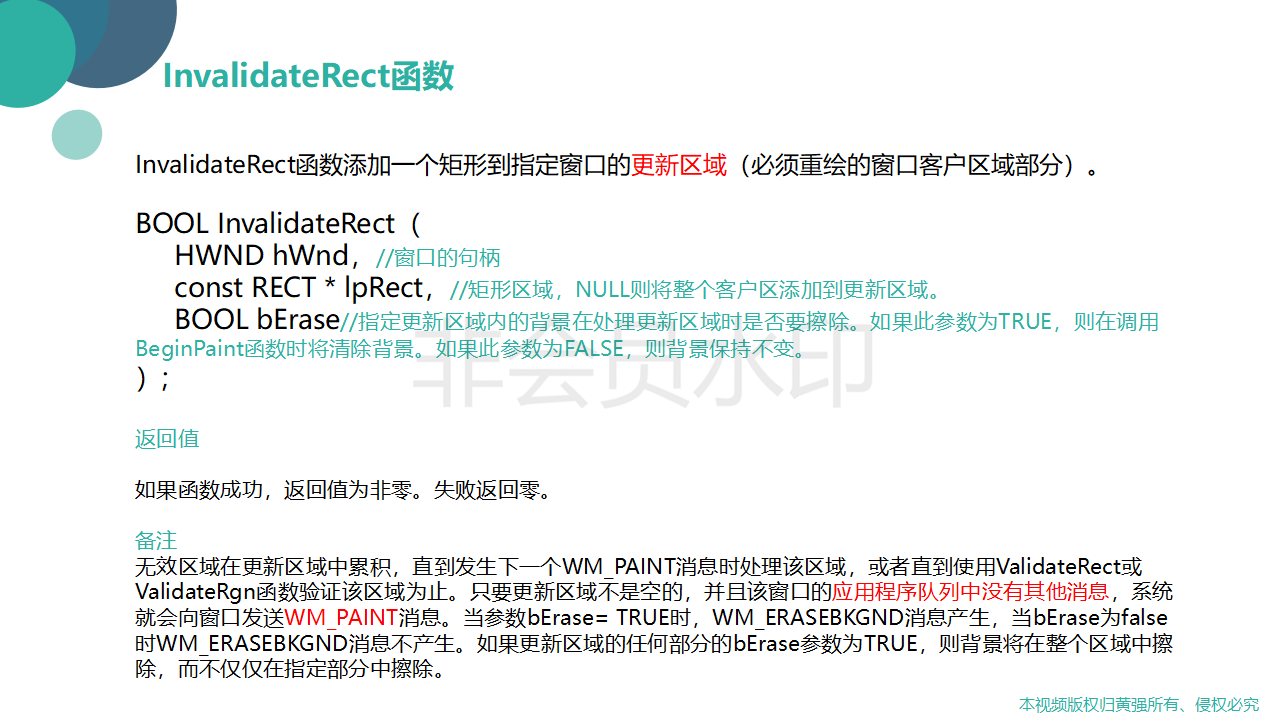 InvalidateRect函数
InvalidateRect函数添加一个矩形到指定窗口的更新区域（必须重绘的窗口客户区域部分）。
BOOL InvalidateRect（
HWND hWnd，//窗口的句柄
const RECT * lpRect，//矩形区域，NULL则将整个客户区添加到更新区域。
BOOL bErase//指定更新区域内的背景在处理更新区域时是否要擦除。如果此参数为TRUE，则在调用
BeginPaint函数时将清除背景。如果此参数为FALSE，则背景保持不变。
）;
非会员水印
返回值
如果函数成功，返回值为非零。失败返回零。
备注
无效区域在更新区域中累积，直到发生下一个WM_PAINT消息时处理该区域，或者直到使用ValidateRect或
ValidateRgn函数验证该区域为止。只要更新区域不是空的，并且该窗口的应用程序队列中没有其他消息，系统
就会向窗口发送WM_PAINT消息。当参数bErase= TRUE时，WM_ERASEBKGND消息产生，当bErase为false
时WM_ERASEBKGND消息不产生。如果更新区域的任何部分的bErase参数为TRUE，则背景将在整个区域中擦
除，而不仅仅在指定部分中擦除。
本视频版权归黄强所有、侵权必究